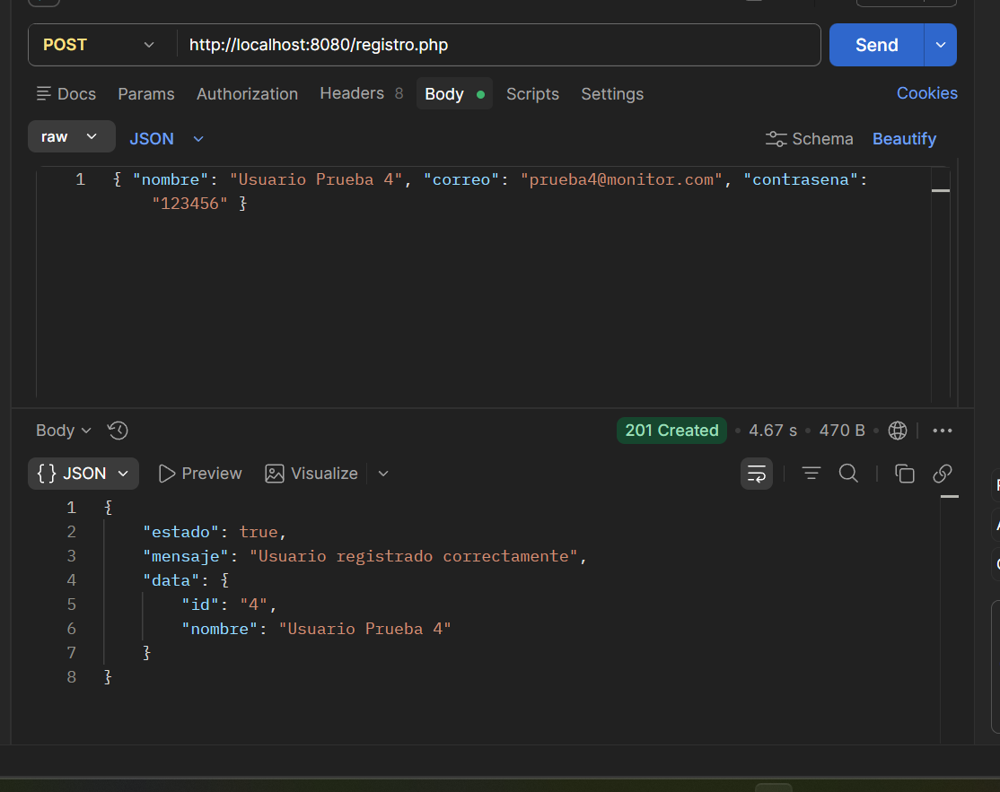 POST http://localhost:8080/registro.php Send
Docs Params Authorization Headers 8 Body Scripts Settings Cookies
raw JSON Schema Beautify
1 { "nombre": "Usuario Prueba 4", "correo": "prueba4@monitor.com", "contrasena":
"123456" }
Body 201 Created 4.67 s 470 B
{} JSON Preview Visualize
1 {
2 "estado": true,
3 "mensaje": "Usuario registrado correctamente",
4 "data": {
5 "id": "4",
6 "nombre": "Usuario Prueba 4"
7 }
8 }